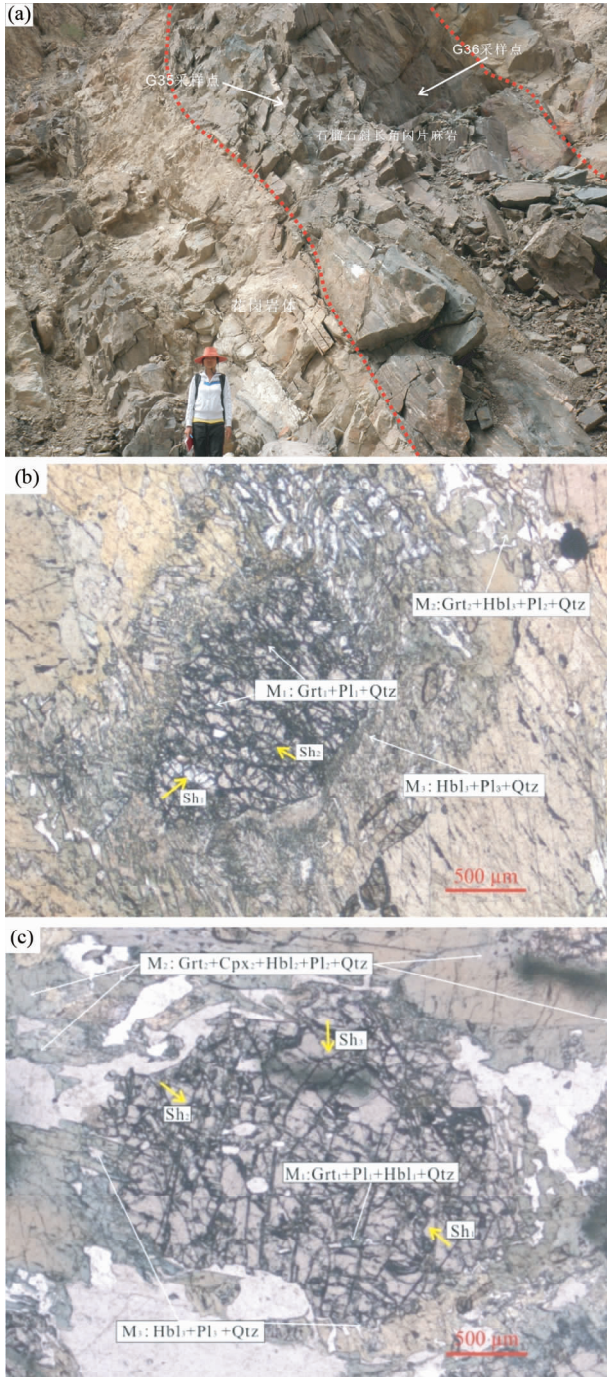 (a)
G35采样点
G36采样点
石榴石斜长角闪片麻岩
花岗岩体
(b)
M₂:Grt₂+Hbl₃+Pl₂+Qtz
M₁:Grt₁+Pl₁+Qtz
Sh₂
Sh₁
M₃:Hbl₃+Pl₃+Qtz
500 μm
(c)
M₂:Grt₂+Cpx₂+Hbl₂+Pl₂+Qtz
Sh₃
Sh₂
M₁:Grt₁+Pl₁+Hbl₁+Qtz
M₃:Hbl₃+Pl₃+Qtz
500 μm